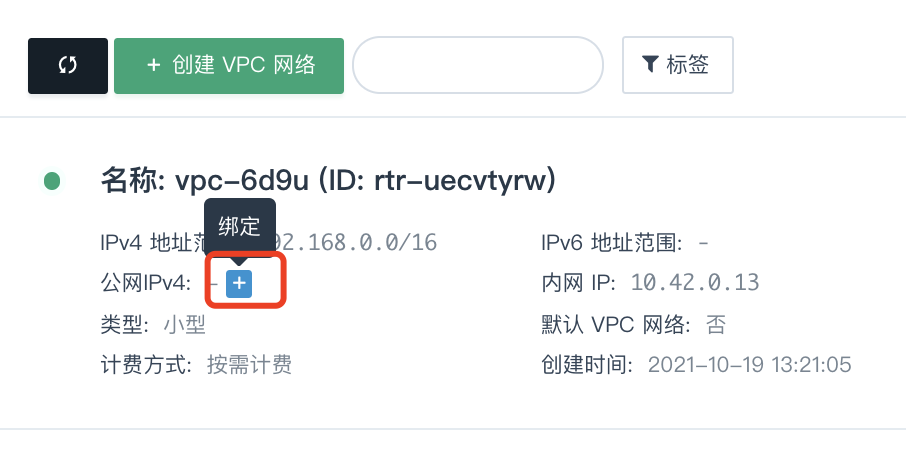 + 创建 VPC 网络
标签
名称: vpc-6d9u (ID: rtr-uecvtyrw)
绑定
IPv4 地址范 92.168.0.0/16
IPv6 地址范围: -
公网IPv4: - +
内网 IP: 10.42.0.13
类型: 小型
默认 VPC 网络: 否
计费方式: 按需计费
创建时间: 2021-10-19 13:21:05